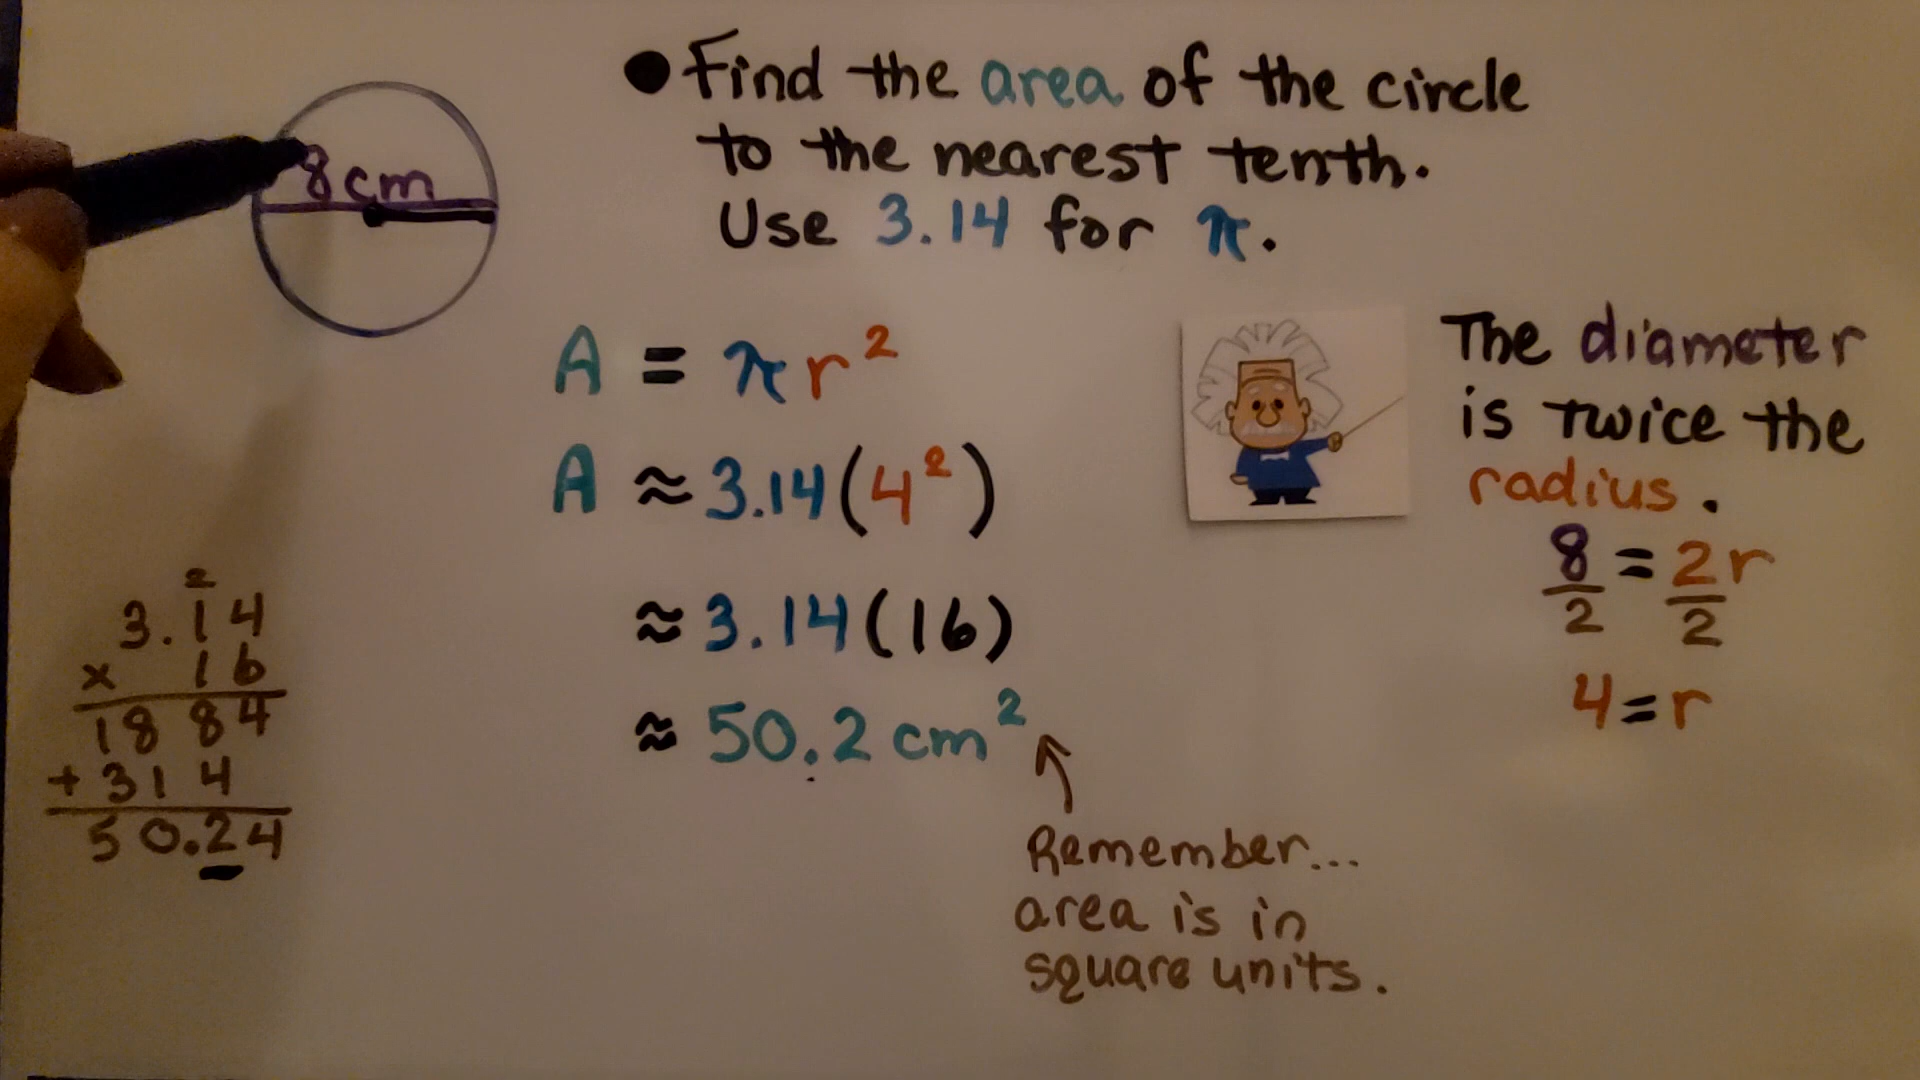 • Find the area of the circle
to the nearest tenth.
Use 3.14 for π.
8cm
A = πr²
A ≈ 3.14(4²)
≈ 3.14(16)
≈ 50.2 cm²
Remember...
area is in
square units.
The diameter
is twice the
radius.
8/2 = 2r/2
4 = r
2
3.14
x 16
1884
+ 314
50.24